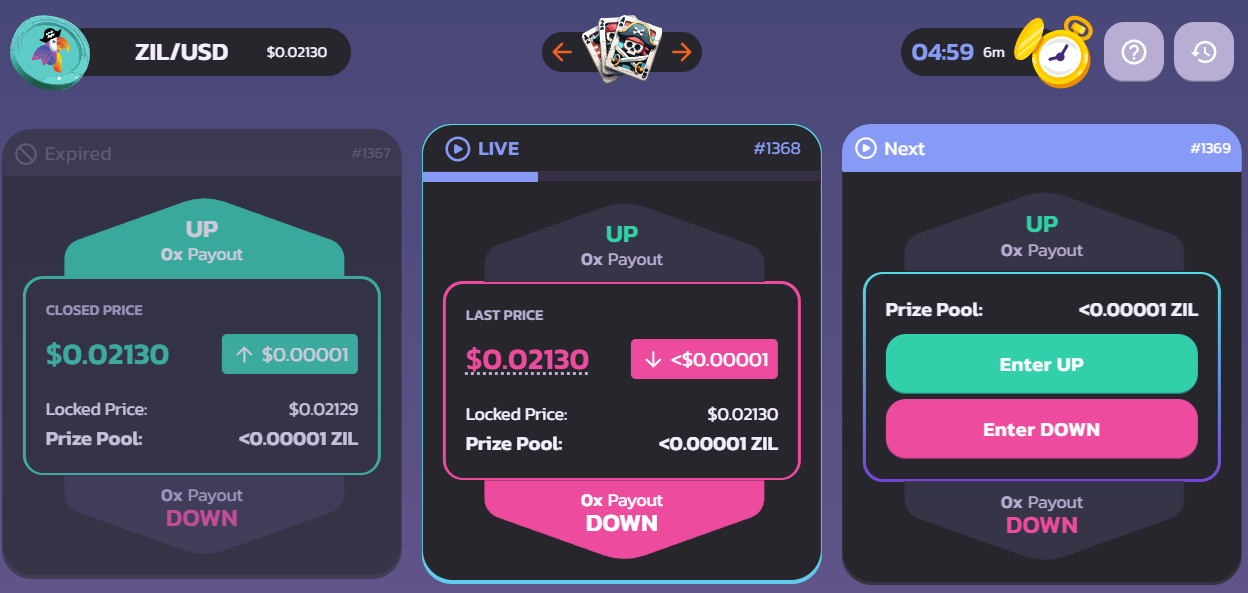 ZIL/USD $0.02130
04:59 6m
Expired #1367
UP
0x Payout
CLOSED PRICE
$0.02130 ↑ $0.00001
Locked Price: $0.02129
Prize Pool: <0.00001 ZIL
0x Payout
DOWN
LIVE #1368
UP
0x Payout
LAST PRICE
$0.02130 ↓ <$0.00001
Locked Price: $0.02130
Prize Pool: <0.00001 ZIL
0x Payout
DOWN
Next #1369
UP
0x Payout
Prize Pool: <0.00001 ZIL
Enter UP
Enter DOWN
0x Payout
DOWN